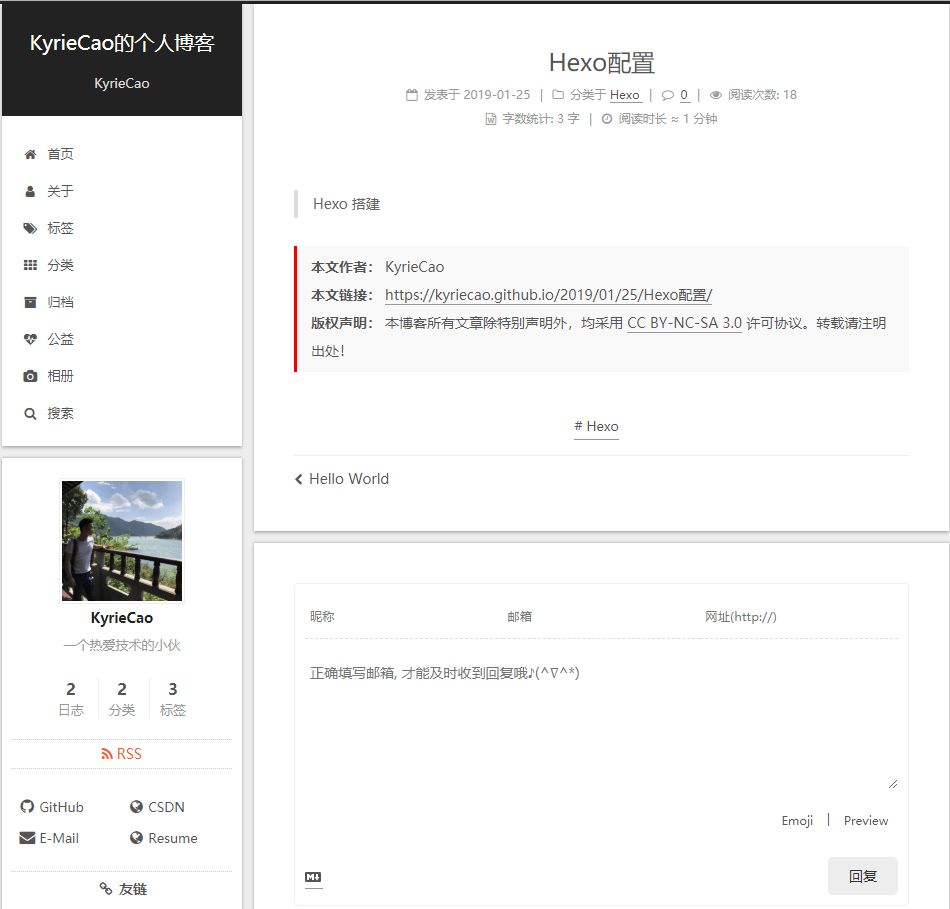 KyrieCao的个人博客
KyrieCao
首页
关于
标签
分类
归档
公益
相册
搜索
KyrieCao
一个热爱技术的小伙
2 2 3
日志 分类 标签
RSS
GitHub CSDN
E-Mail Resume
友链
Hexo配置
发表于 2019-01-25 | 分类于 Hexo | 0 | 阅读次数: 18
字数统计: 3 字 | 阅读时长 ≈ 1 分钟
Hexo 搭建
本文作者： KyrieCao
本文链接： https://kyriecao.github.io/2019/01/25/Hexo配置/
版权声明： 本博客所有文章除特别声明外，均采用 CC BY-NC-SA 3.0 许可协议。转载请注明
出处！
# Hexo
Hello World
昵称 邮箱 网址(http://)
正确填写邮箱, 才能及时收到回复哦♪(^∇^*)
Emoji | Preview
M↓
回复